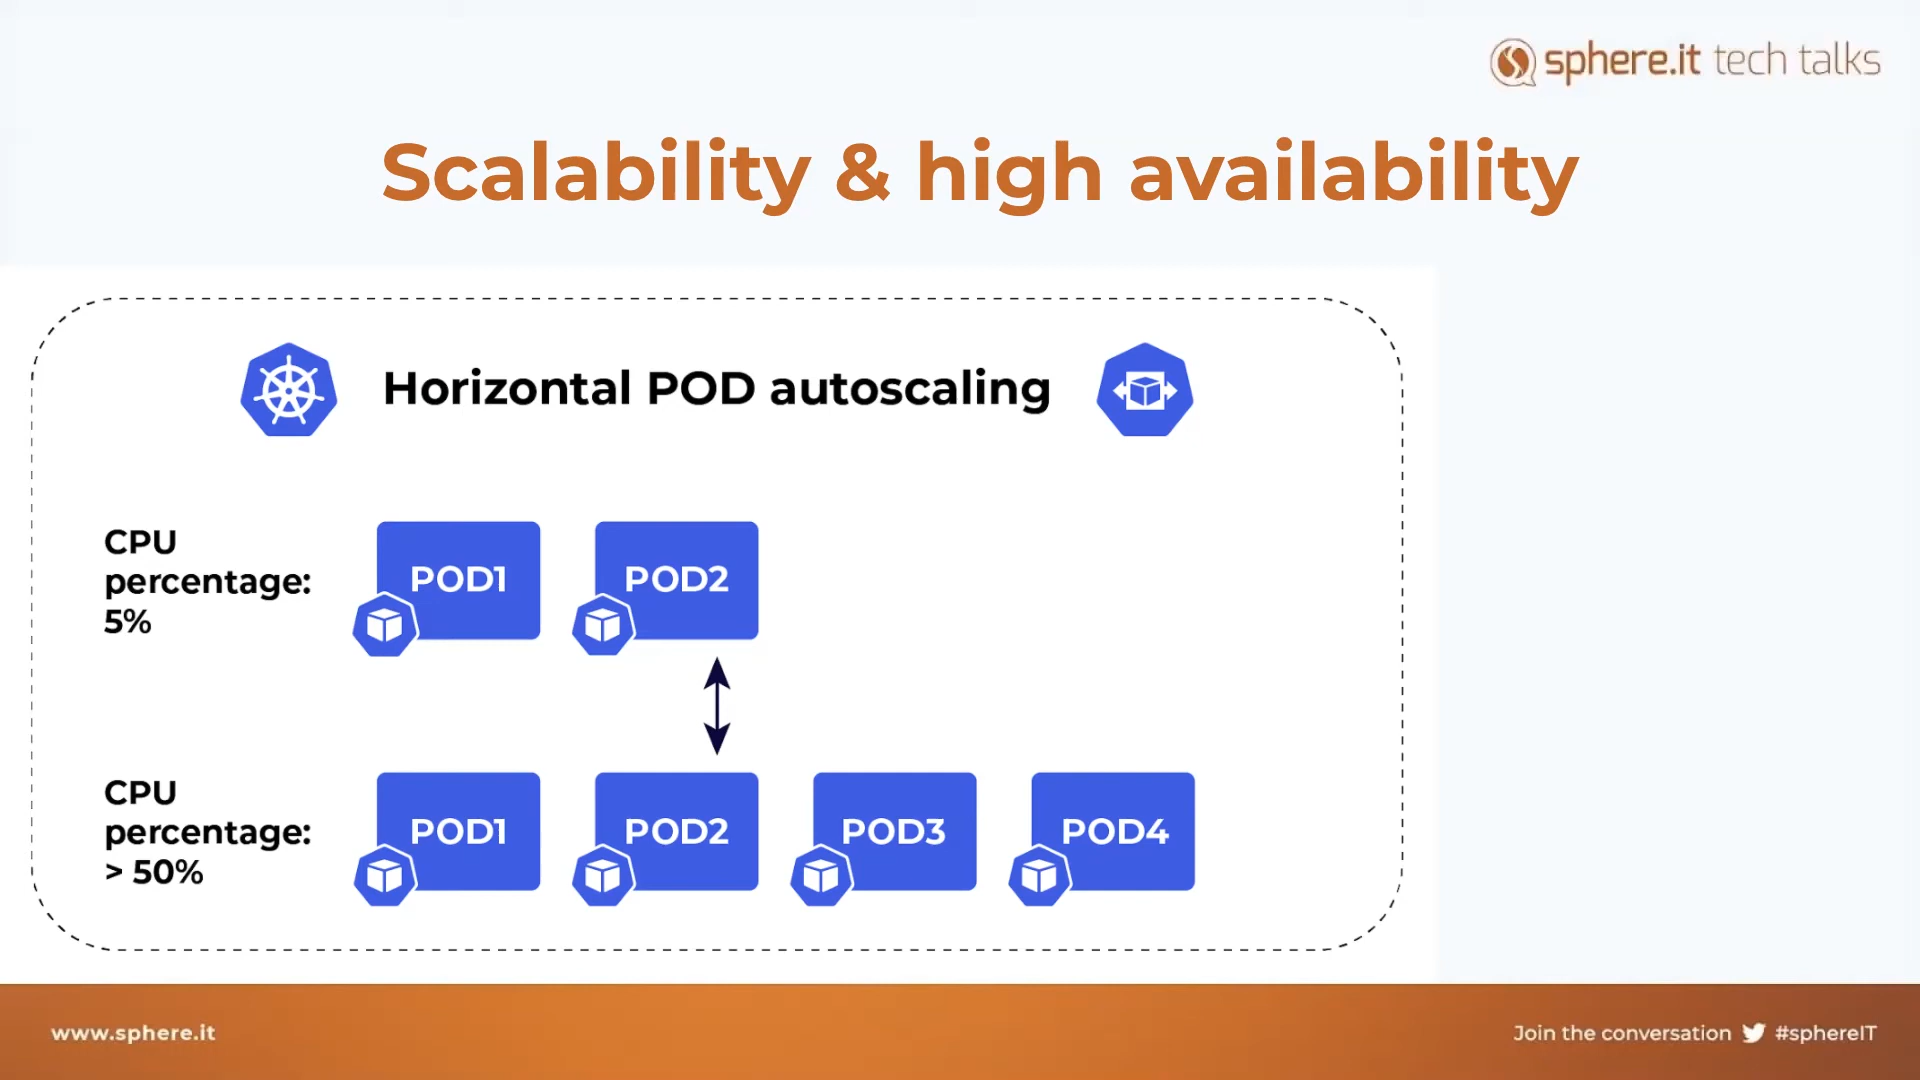 sphere.it tech talks
Scalability & high availability
Horizontal POD autoscaling
CPU
percentage:
5%
POD1
POD2
CPU
percentage:
> 50%
POD1
POD2
POD3
POD4
www.sphere.it
Join the conversation #sphereIT